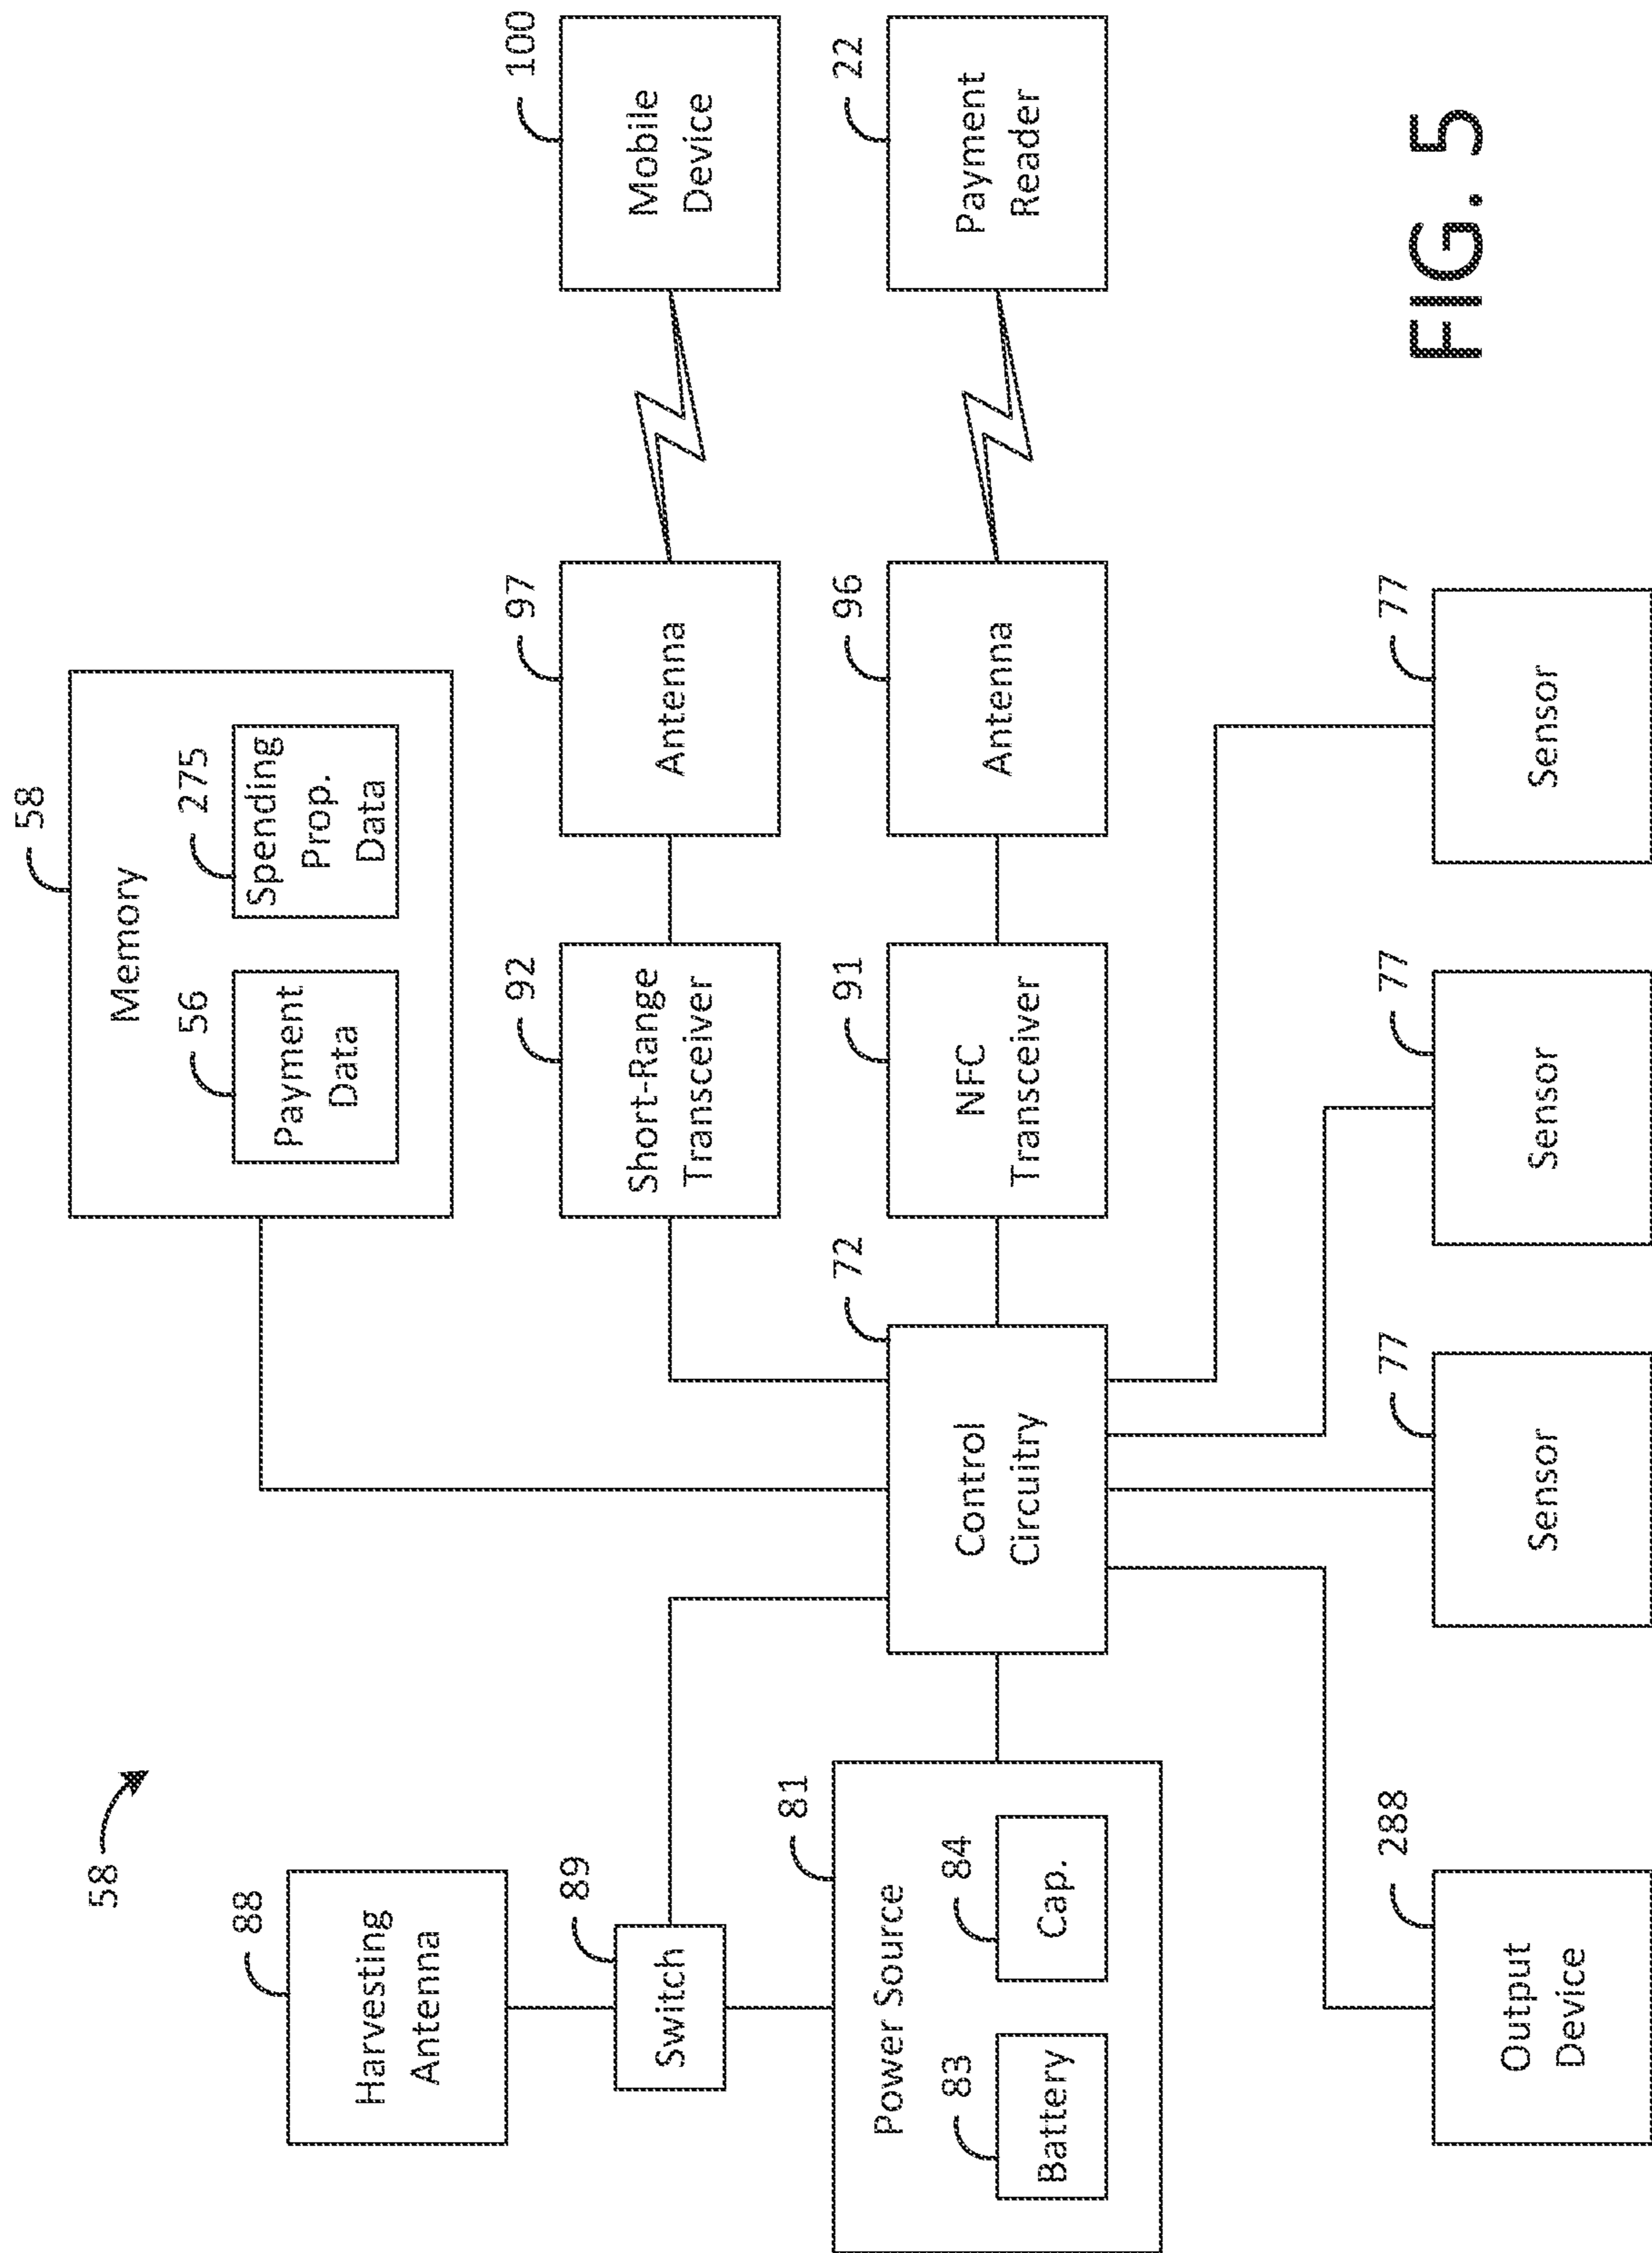 58
58
Memory
56
Payment
Data
275
Spending
Prop.
Data
88
Harvesting
Antenna
89
Switch
92
Short-Range
Transceiver
97
Antenna
100
Mobile
Device
81
Power Source
83
Battery
84
Cap.
72
Control
Circuitry
91
NFC
Transceiver
96
Antenna
22
Payment
Reader
288
Output
Device
77
Sensor
77
Sensor
77
Sensor
FIG. 5